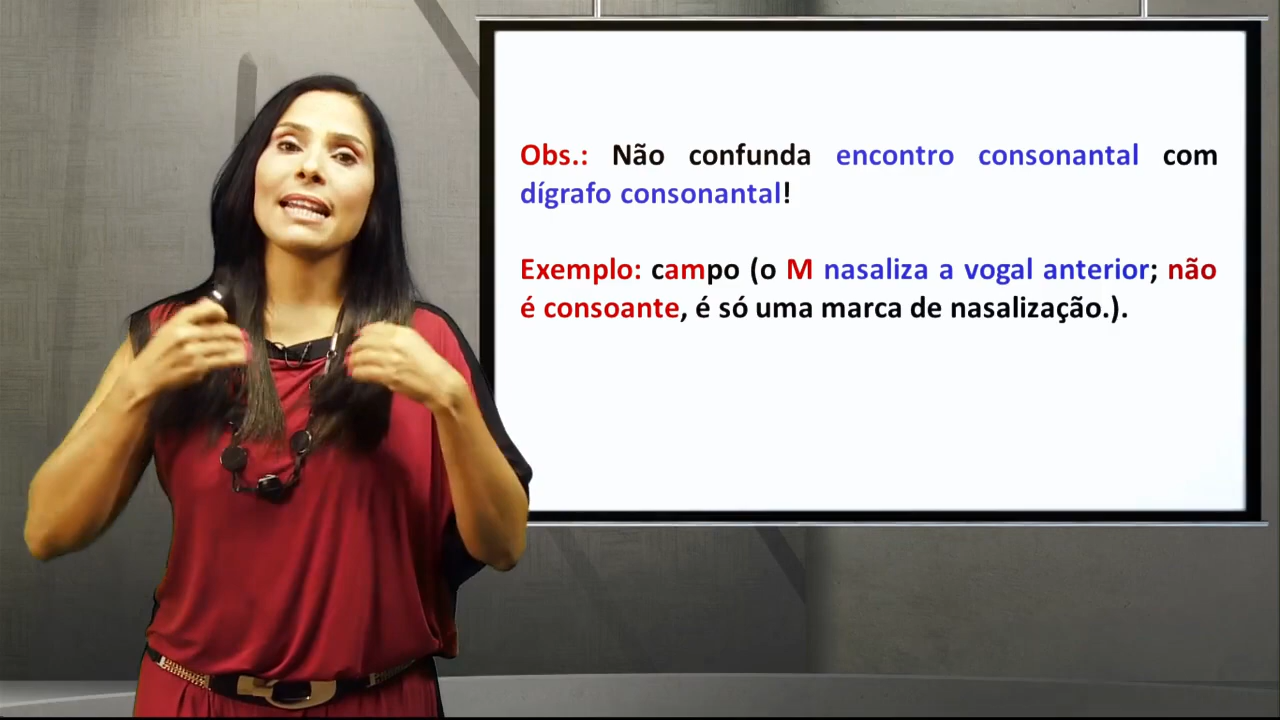 Obs.: Não confunda encontro consonantal com
dígrafo consonantal!
Exemplo: campo (o M nasaliza a vogal anterior; não
é consoante, é só uma marca de nasalização.).